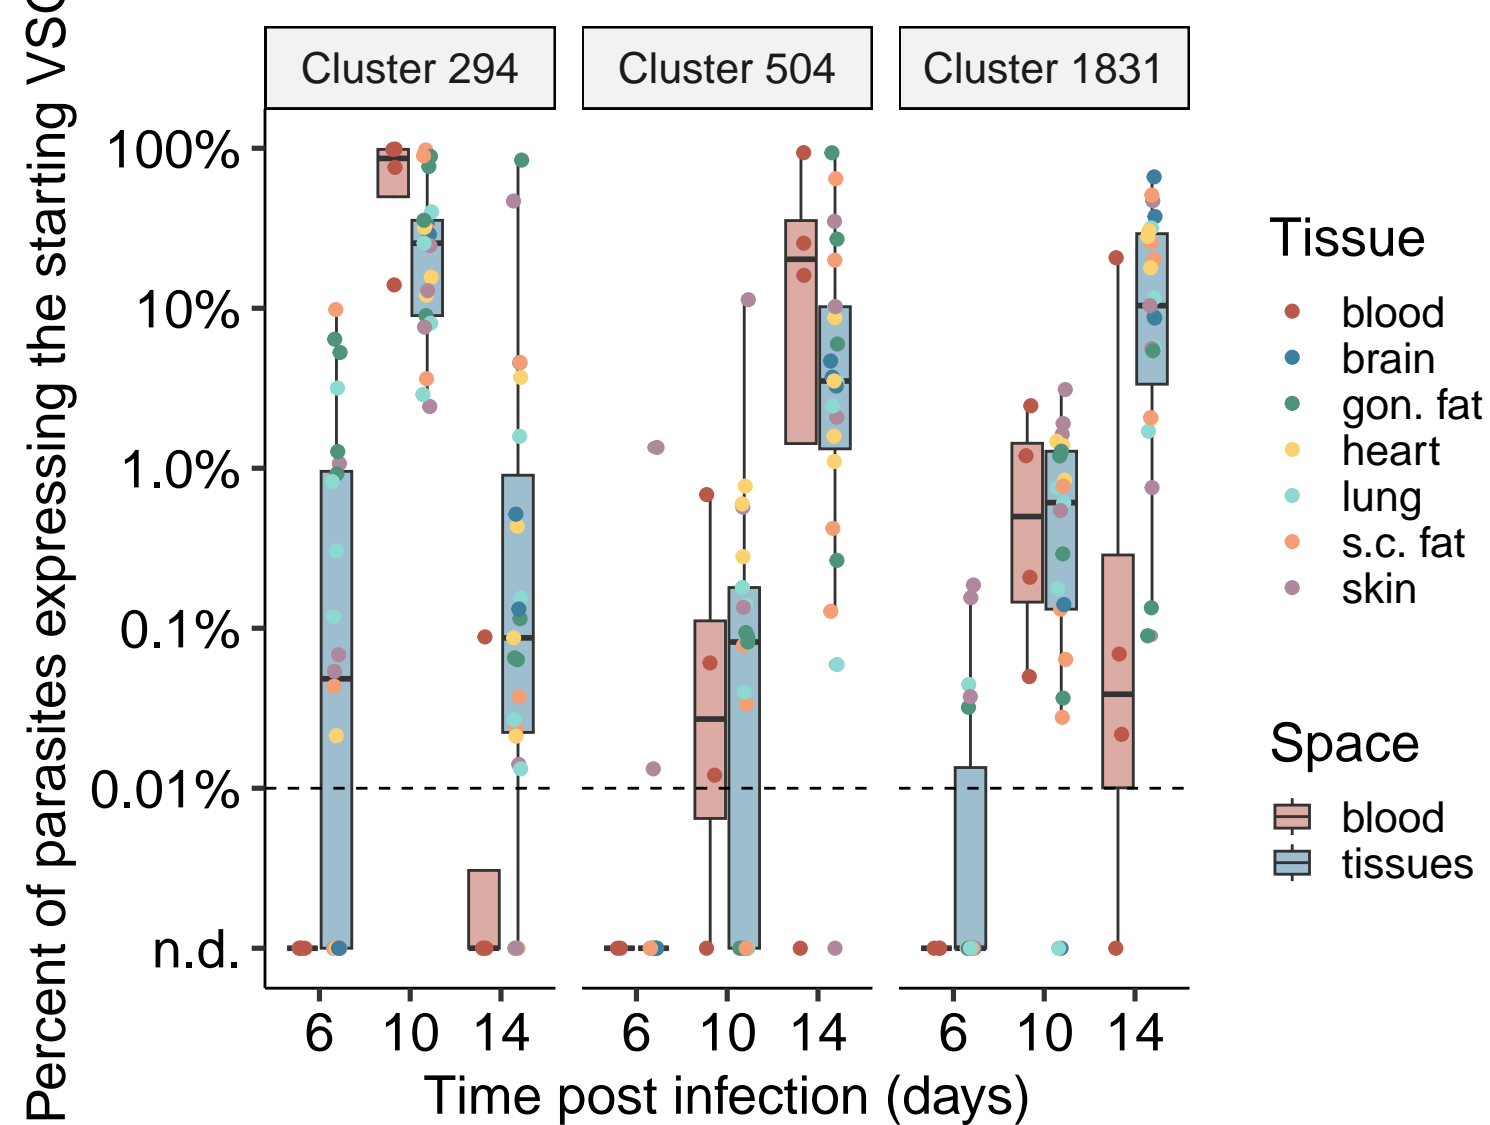 Percent of parasites expressing the starting VSG
Cluster 294
Cluster 504
Cluster 1831
100%
10%
1.0%
0.1%
0.01%
n.d.
6
10
14
6
10
14
6
10
14
Time post infection (days)
Tissue
blood
brain
gon. fat
heart
lung
s.c. fat
skin
Space
blood
tissues